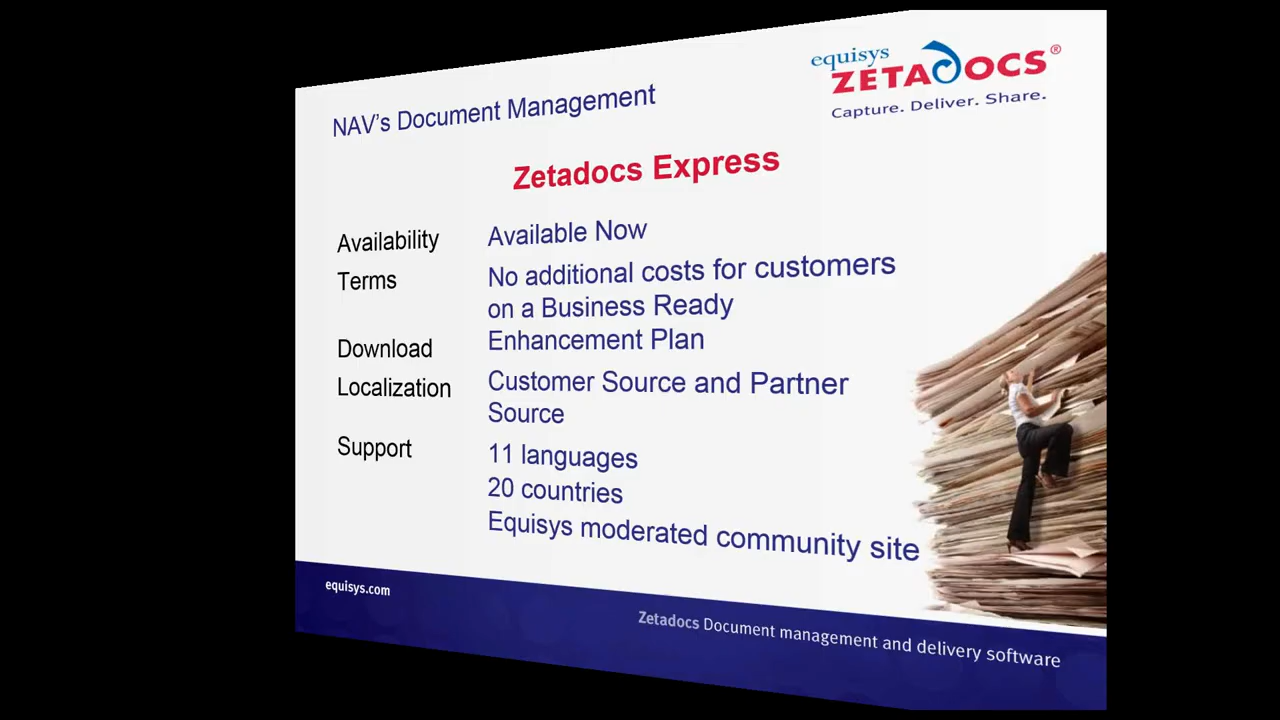 equisys
ZETADOCS®
Capture. Deliver. Share.
NAV's Document Management
Zetadocs Express
Availability
Available Now
Terms
No additional costs for customers
on a Business Ready
Enhancement Plan
Download
Customer Source and Partner
Source
Localization
11 languages
20 countries
Support
Equisys moderated community site
equisys.com
Zetadocs Document management and delivery software